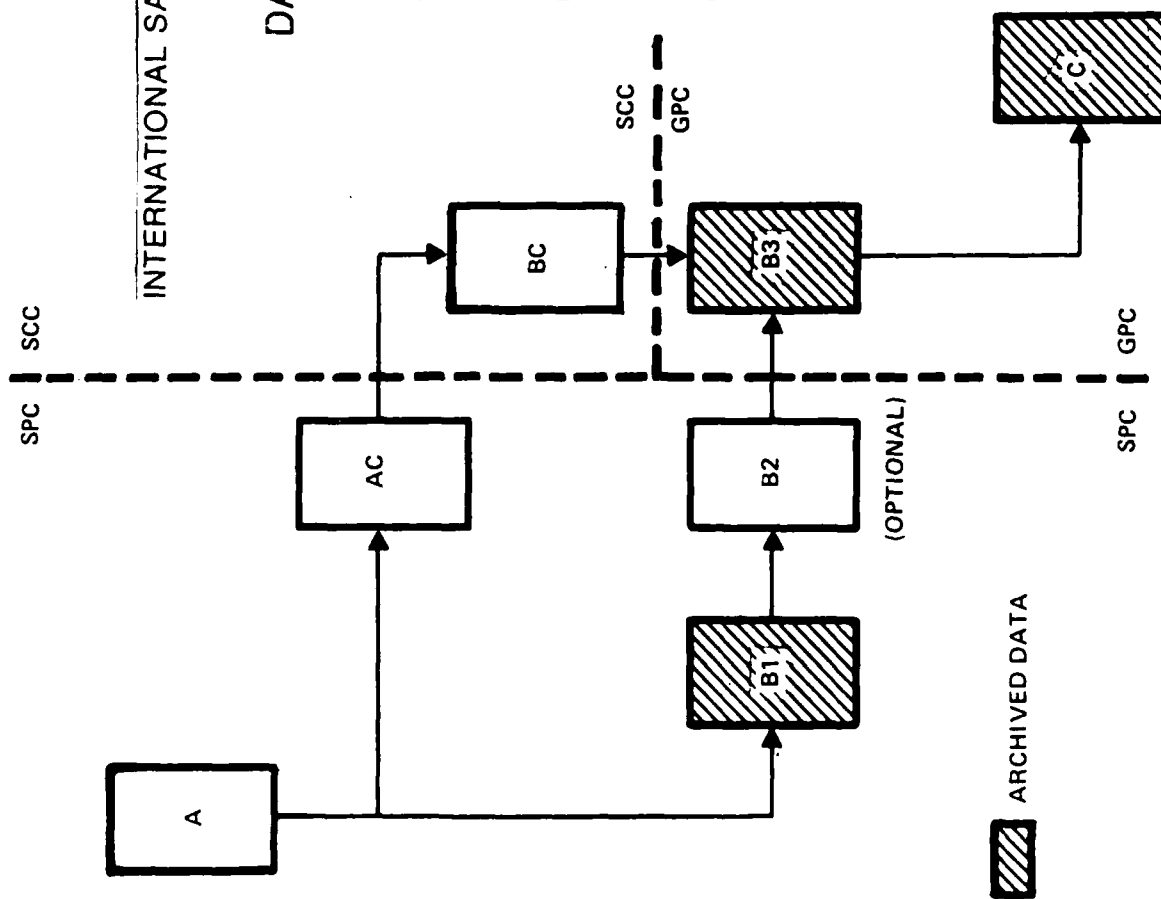 SPC SCC
INTERNATIONAL SA
A
DA
AC
BC
SCC
GPC
B1 B2 B3
(OPTIONAL)
ARCHIVED DATA
C
SPC GPC